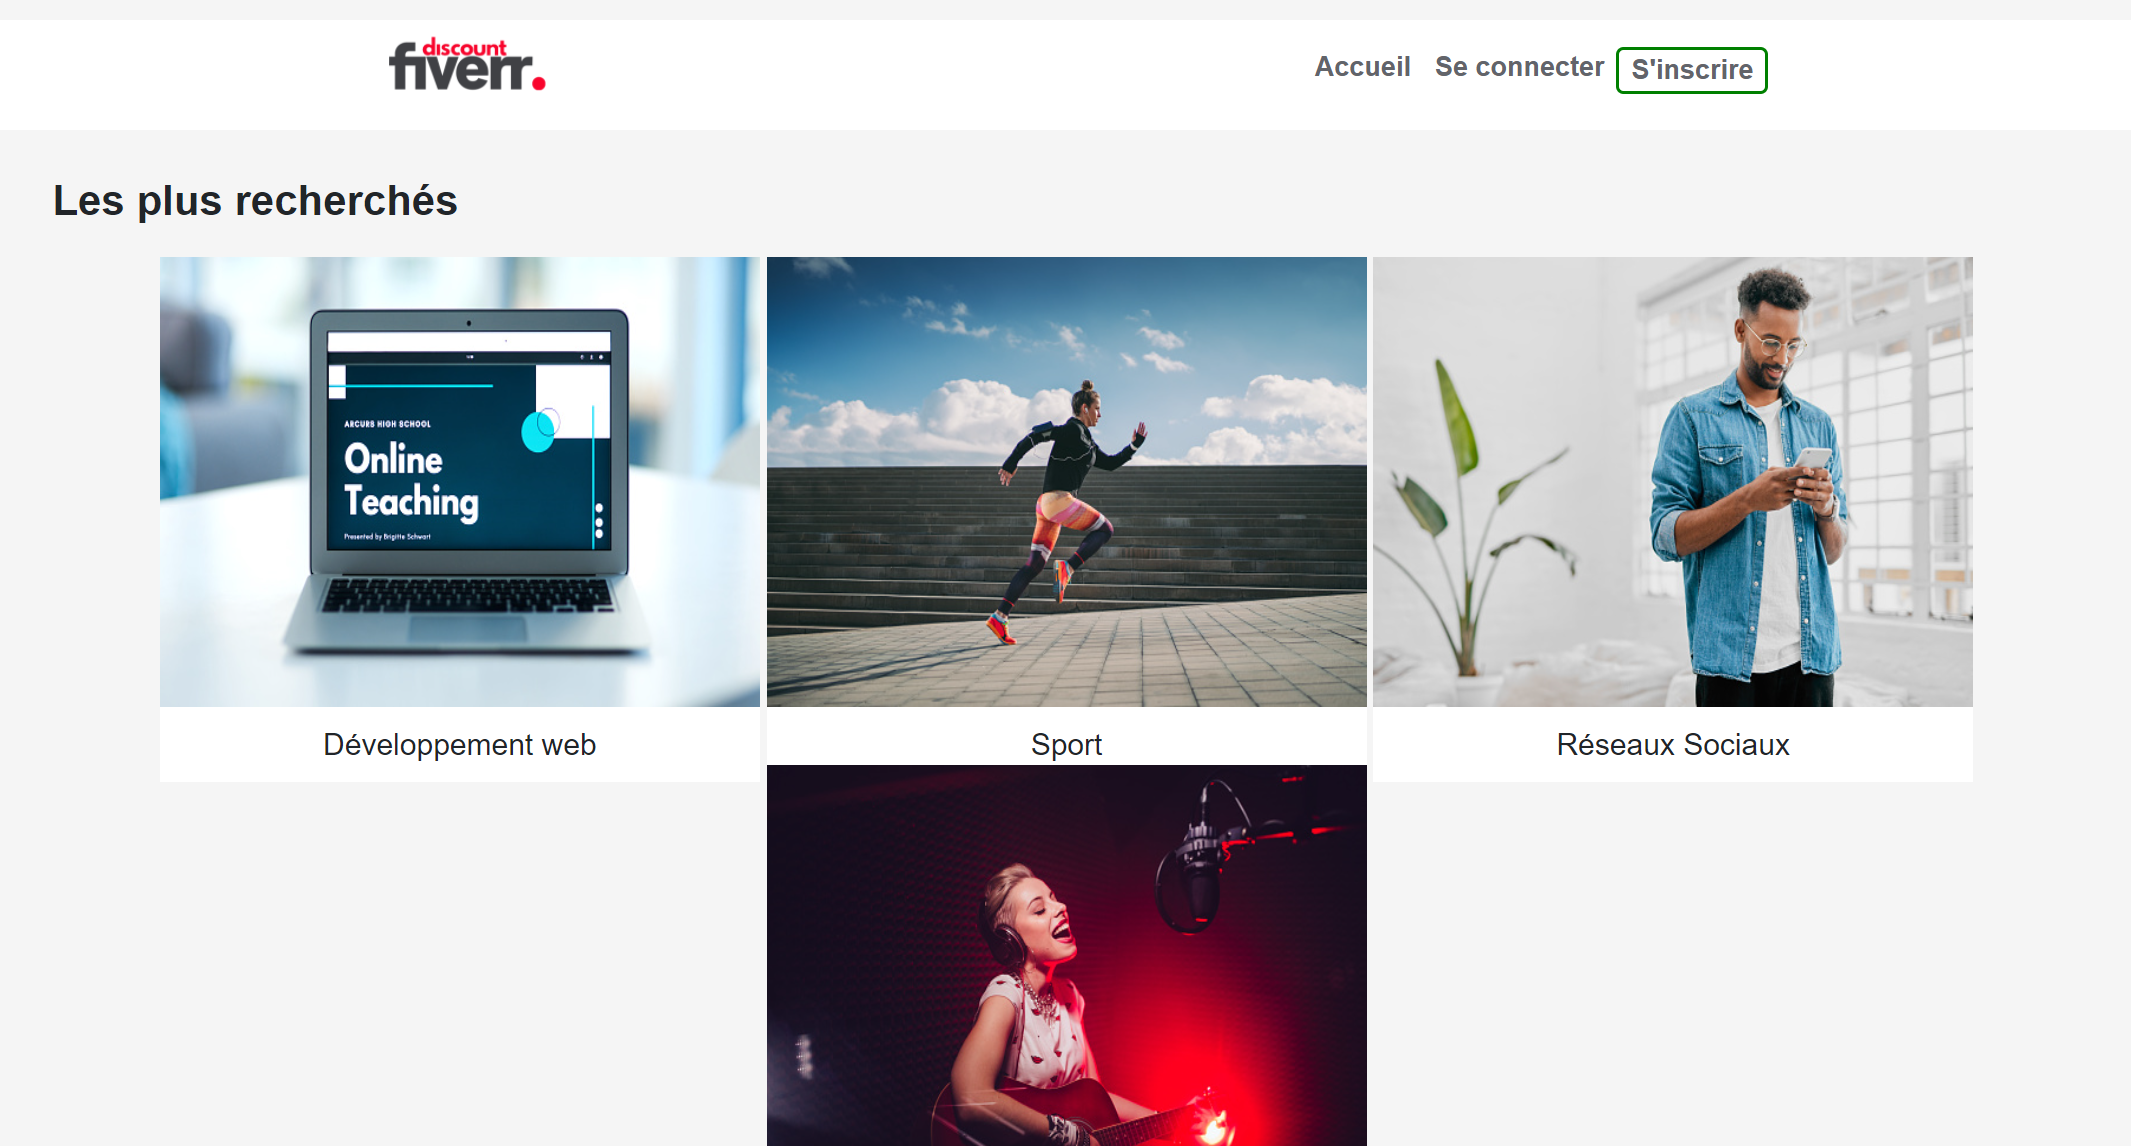 discount
fiverr.
Accueil Se connecter S'inscrire
Les plus recherchés
ARCURS HIGH SCHOOL
Online
Teaching
Presented by Brigitte Schwart
Développement web
Sport
Réseaux Sociaux